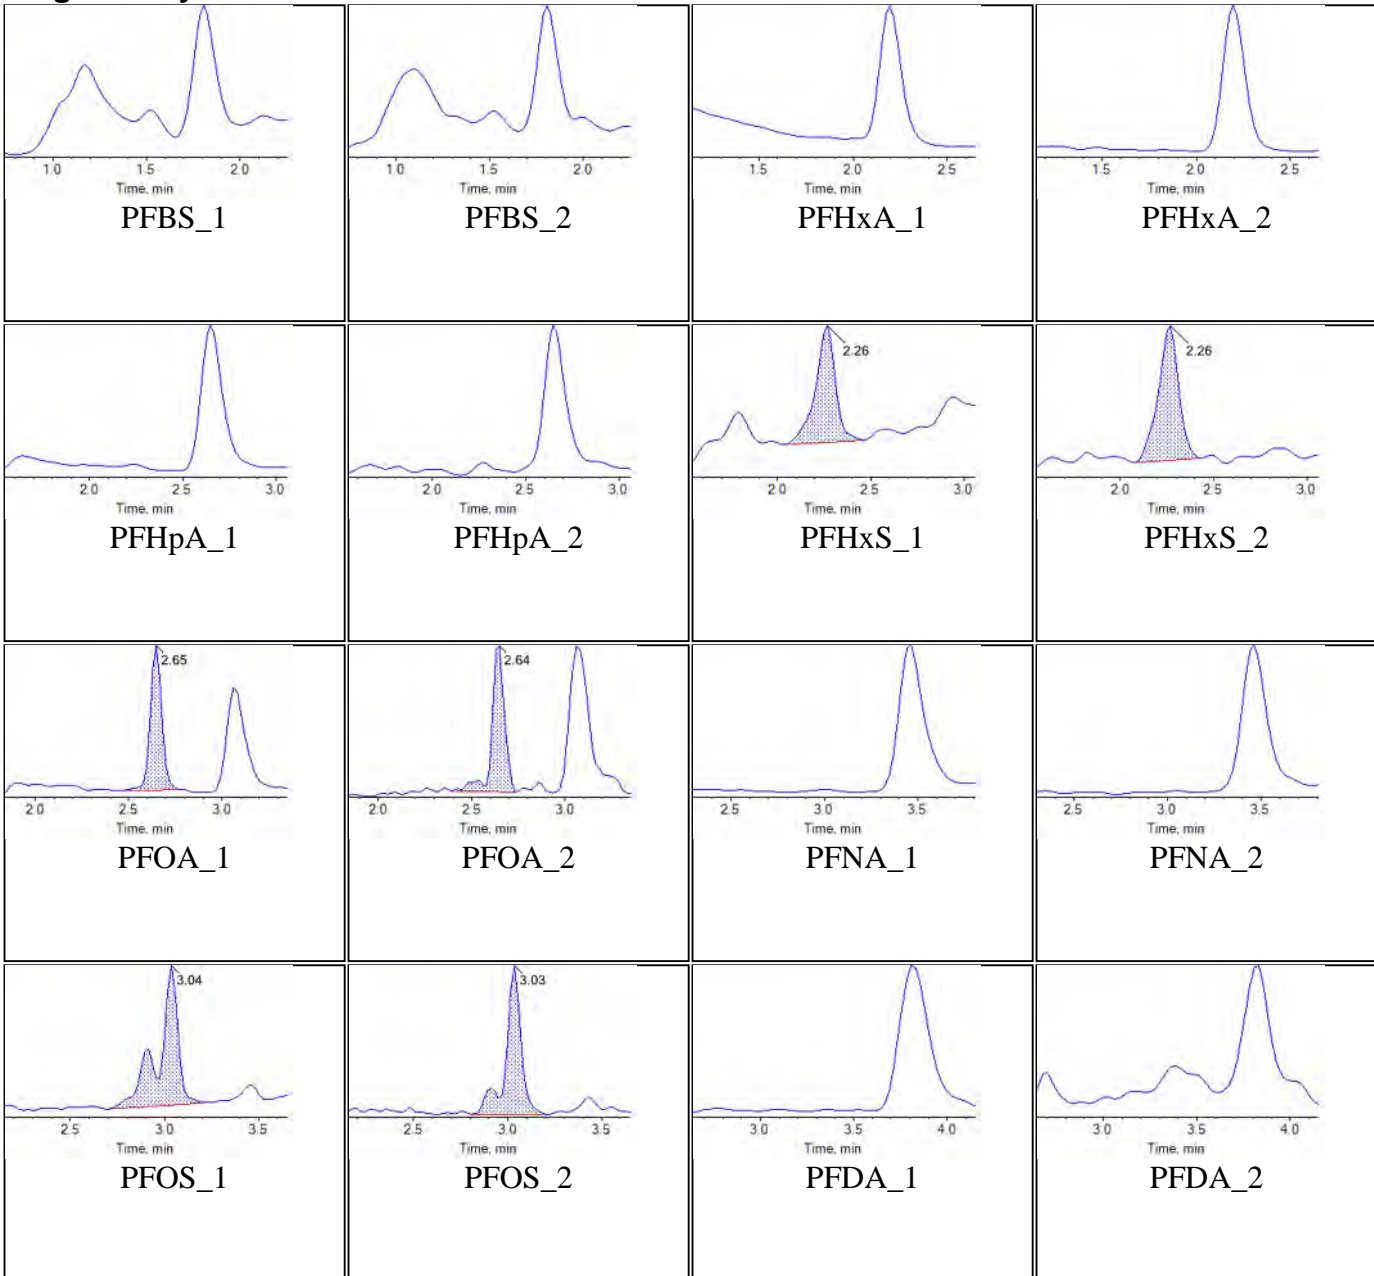 1.0 1.5 2.0
Time, min
PFBS_1
1.0 1.5 2.0
Time, min
PFBS_2
1.5 2.0 2.5
Time, min
PFHxA_1
1.5 2.0 2.5
Time, min
PFHxA_2
2.0 2.5 3.0
Time, min
PFHpA_1
2.0 2.5 3.0
Time, min
PFHpA_2
2.26
2.0 2.5 3.0
Time, min
PFHxS_1
2.26
2.0 2.5 3.0
Time, min
PFHxS_2
2.65
2.0 2.5 3.0
Time, min
PFOA_1
2.64
2.0 2.5 3.0
Time, min
PFOA_2
2.5 3.0 3.5
Time, min
PFNA_1
2.5 3.0 3.5
Time, min
PFNA_2
3.04
2.5 3.0 3.5
Time, min
PFOS_1
3.03
2.5 3.0 3.5
Time, min
PFOS_2
3.0 3.5 4.0
Time, min
PFDA_1
3.0 3.5 4.0
Time, min
PFDA_2